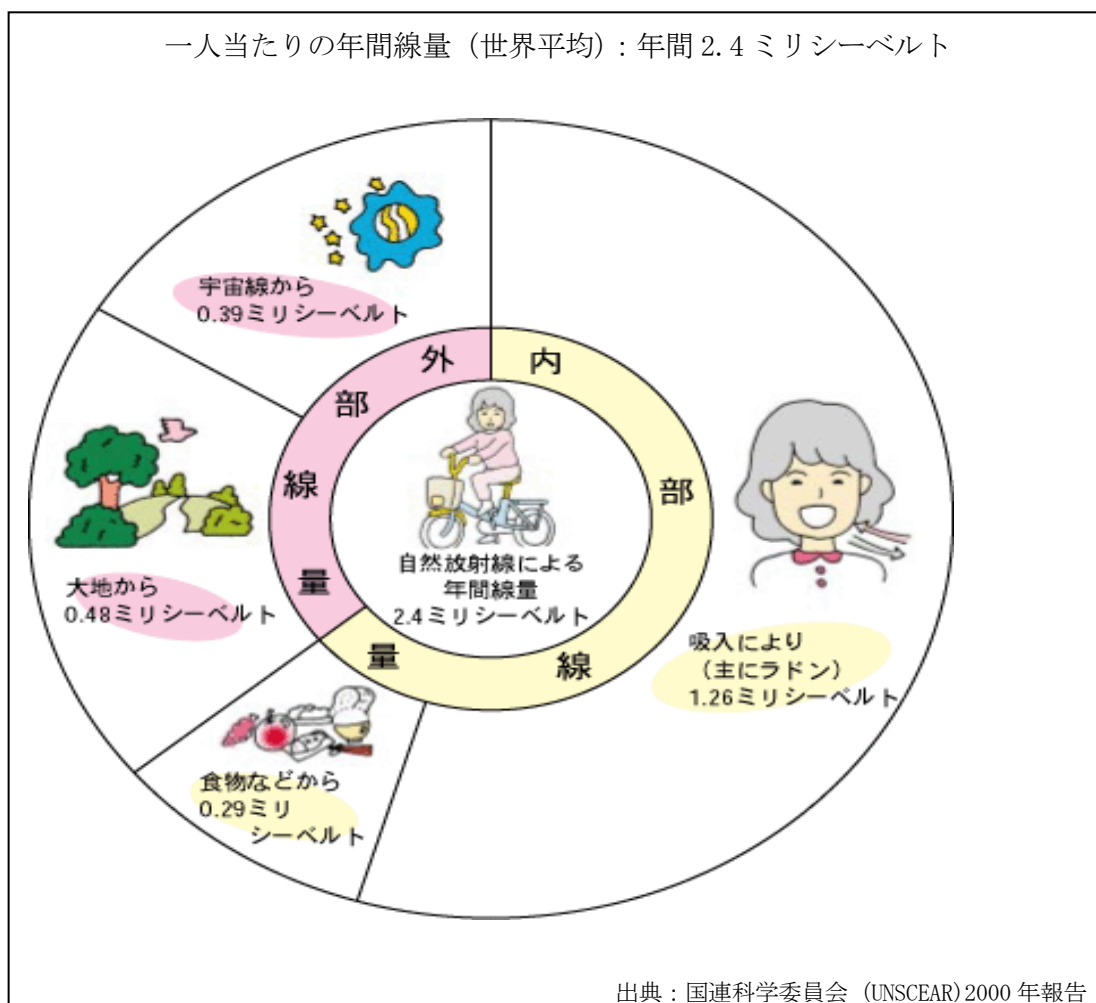 一人当たりの年間線量（世界平均）：年間 2.4 ミリシーベルト
宇宙線から
0.39ミリシーベルト
外部線量
内部線量
大地から
0.48ミリシーベルト
自然放射線による
年間線量
2.4ミリシーベルト
吸入により
（主にラドン）
1.26ミリシーベルト
食物などから
0.29ミリ
シーベルト
出典：国連科学委員会（UNSCEAR)2000 年報告